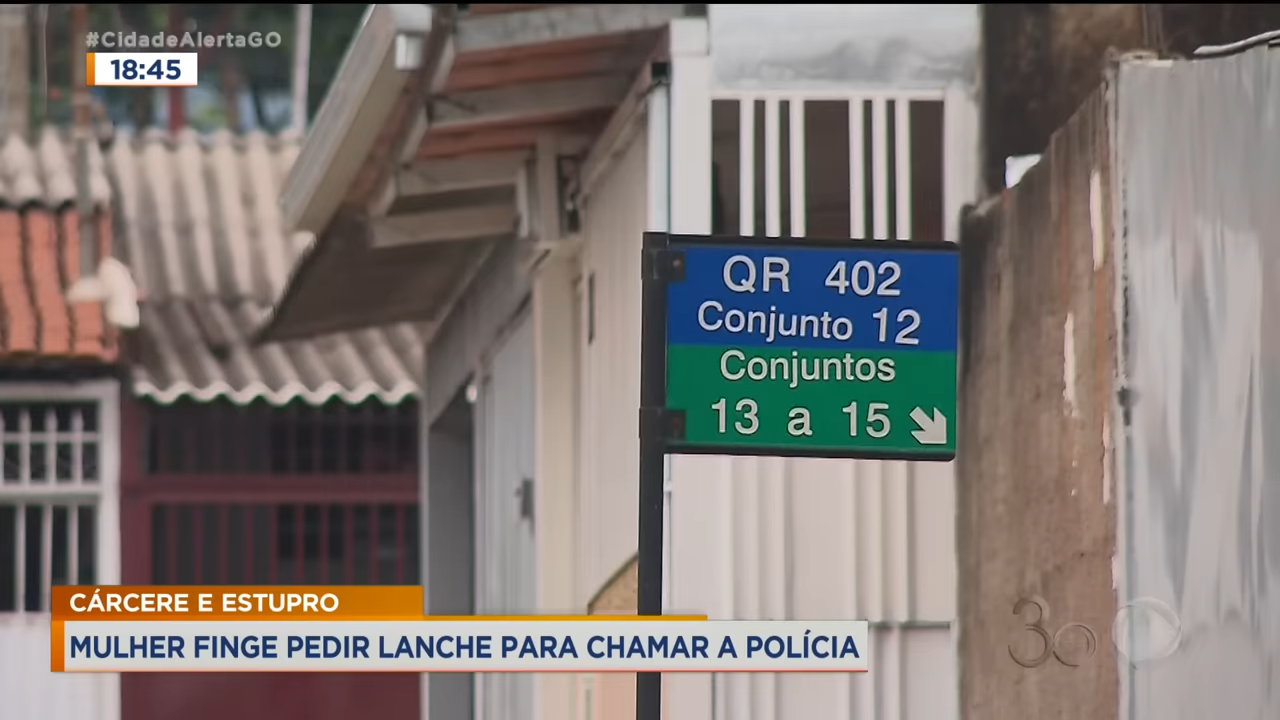 #CidadeAlertaGO
18:45
QR 402
Conjunto 12
Conjuntos
13 a 15
CÁRCERE E ESTUPRO
MULHER FINGE PEDIR LANCHE PARA CHAMAR A POLÍCIA
30